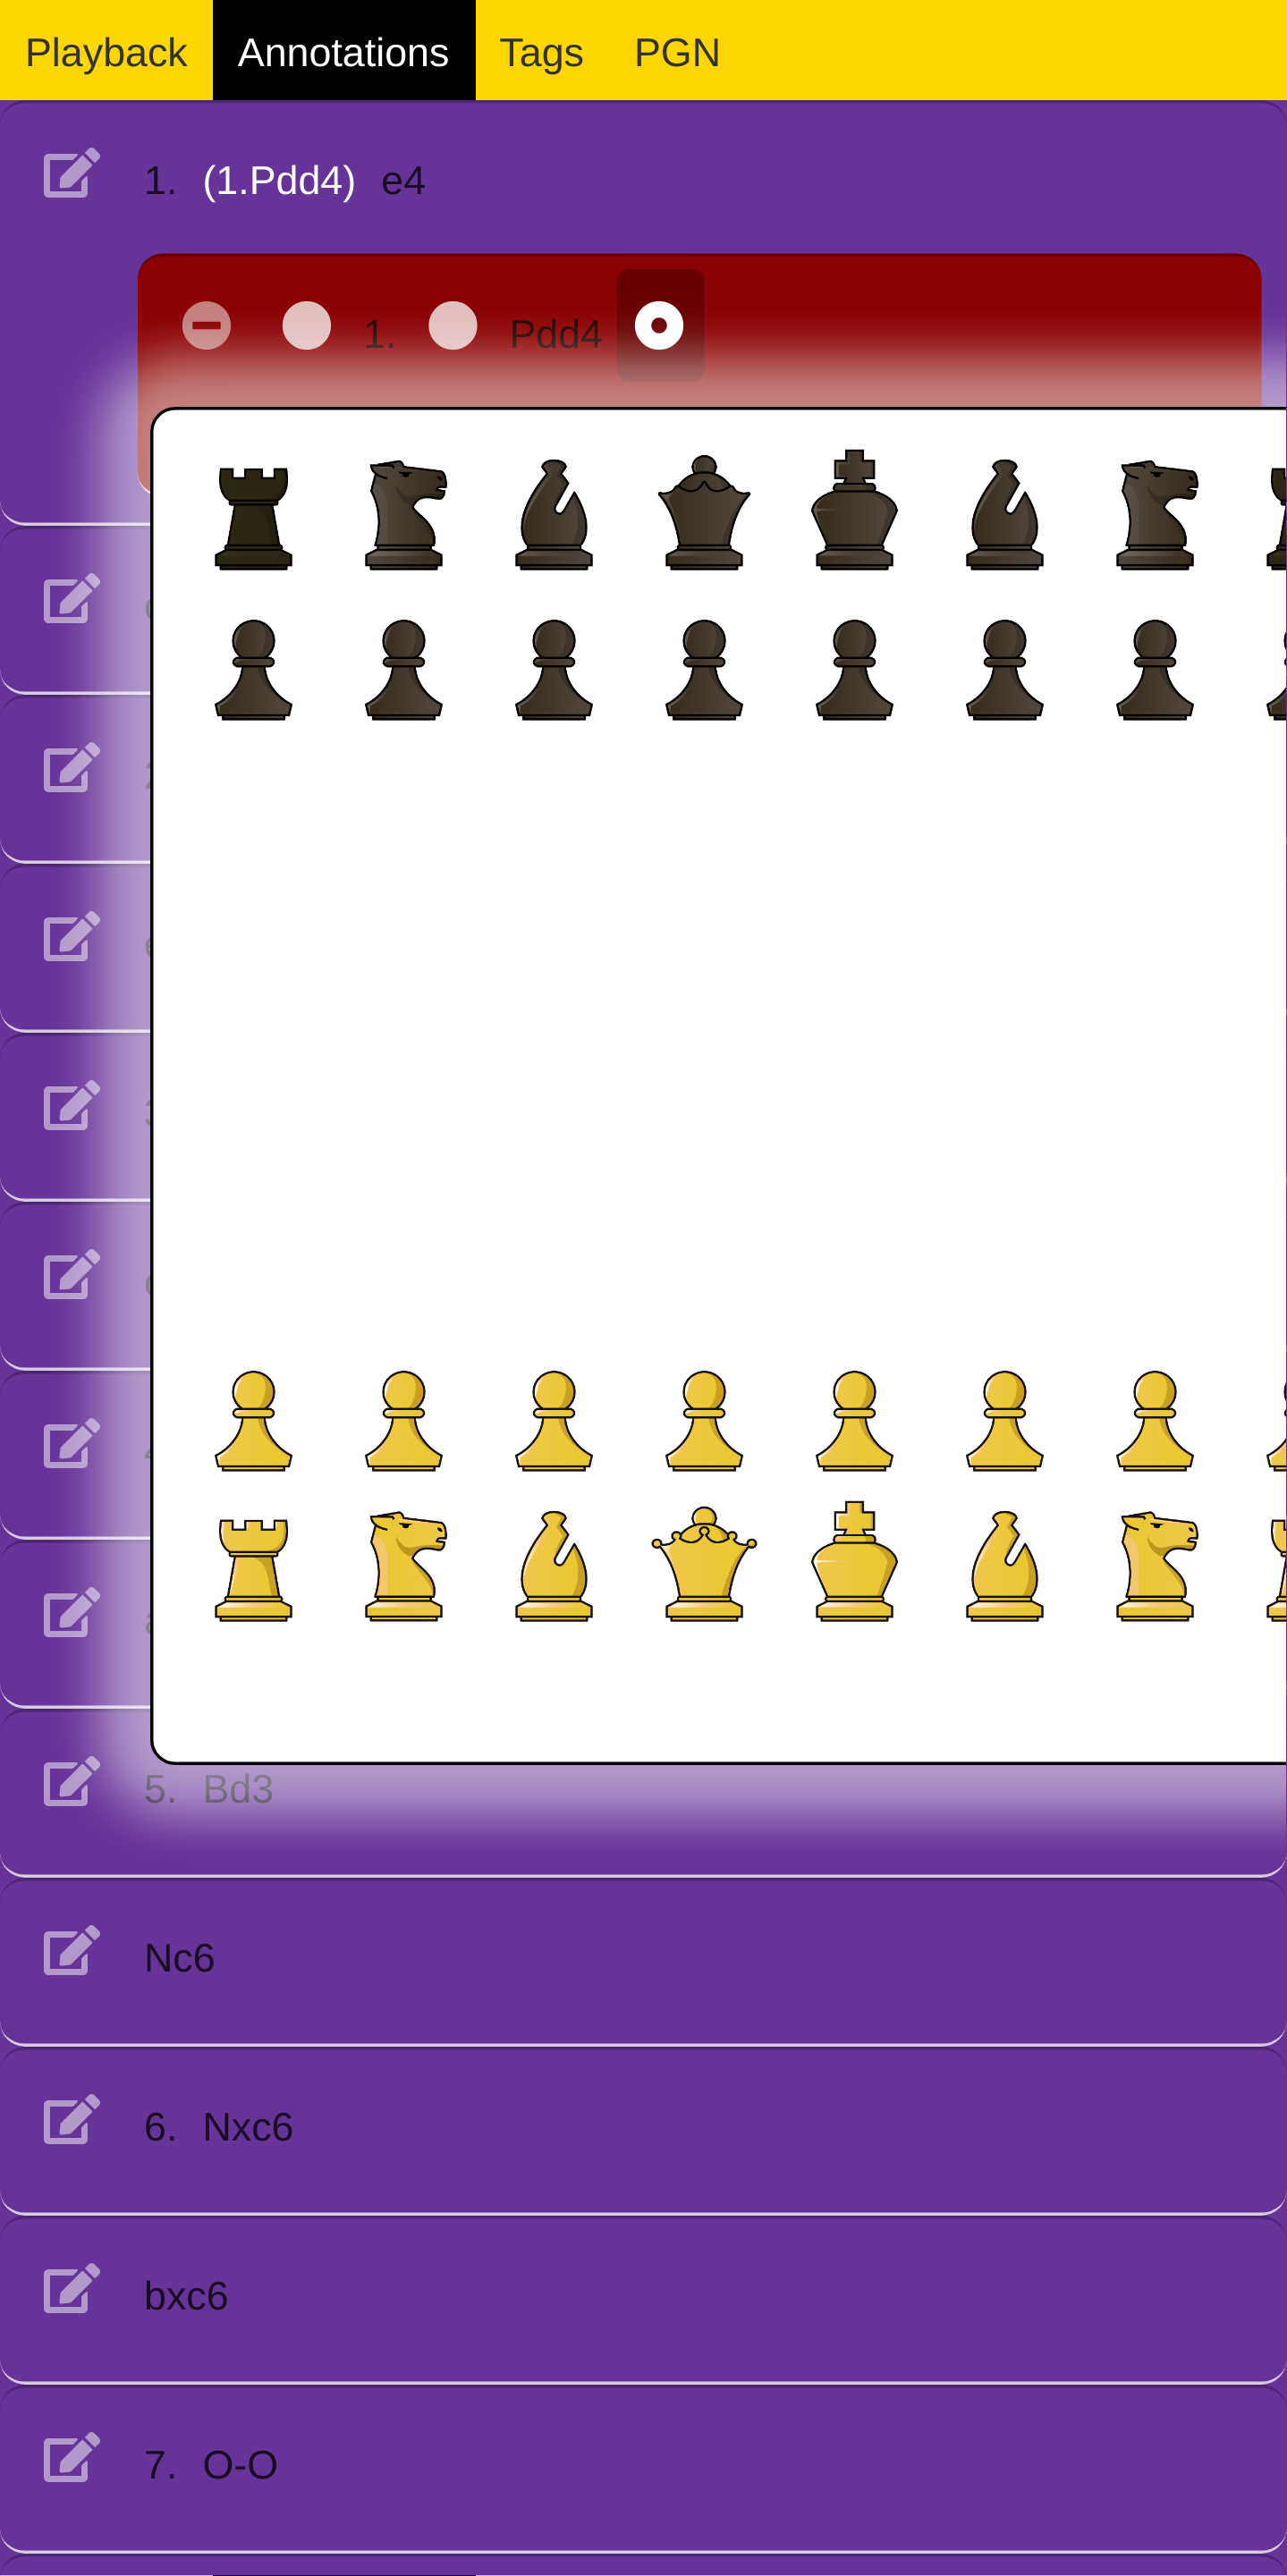 Playback Annotations Tags PGN
1. (1.Pdd4) e4
1. Pdd4
5. Bd3
Nc6
6. Nxc6
bxc6
7. O-O